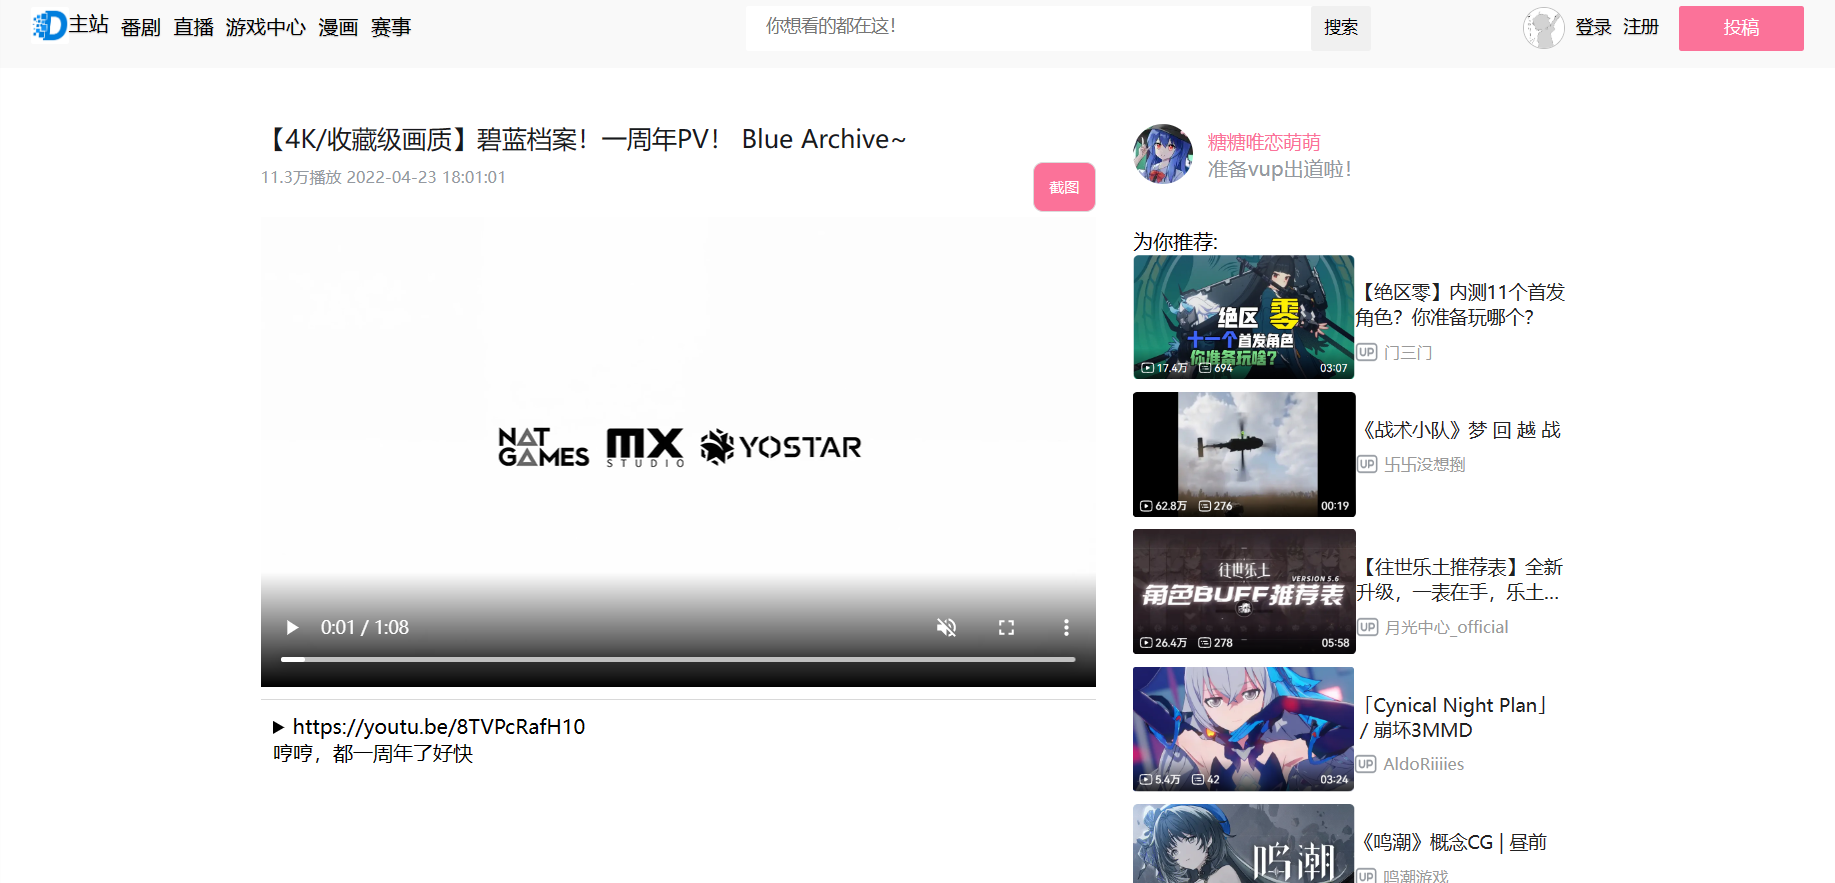 主站 番剧 直播 游戏中心 漫画 赛事
你想看的都在这！
搜索
登录 注册
投稿
【4K/收藏级画质】碧蓝档案！一周年PV！ Blue Archive~
11.3万播放 2022-04-23 18:01:01
截图
NAT GAMES
MX STUDIO
YOSTAR
0:01 / 1:08
https://youtu.be/8TVPcRafH10
哼哼，都一周年了好快
糖糖唯恋萌萌
准备vup出道啦！
为你推荐:
绝区零
十一个首发角色
你准备玩啥?
17.4万 694 03:07
【绝区零】内测11个首发
角色？你准备玩哪个？
UP 门三门
62.8万 276 00:19
《战术小队》梦 回 越 战
UP 卐卐没想捯
往世乐土
VERSION 5.6
角色BUFF推荐表
26.4万 278 05:58
【往世乐土推荐表】全新
升级，一表在手，乐土...
UP 月光中心_official
5.4万 42 03:24
「Cynical Night Plan」
/ 崩坏3MMD
UP AldoRiiiies
鸣潮
《鸣潮》概念CG | 昼前
UP 鸣潮游戏